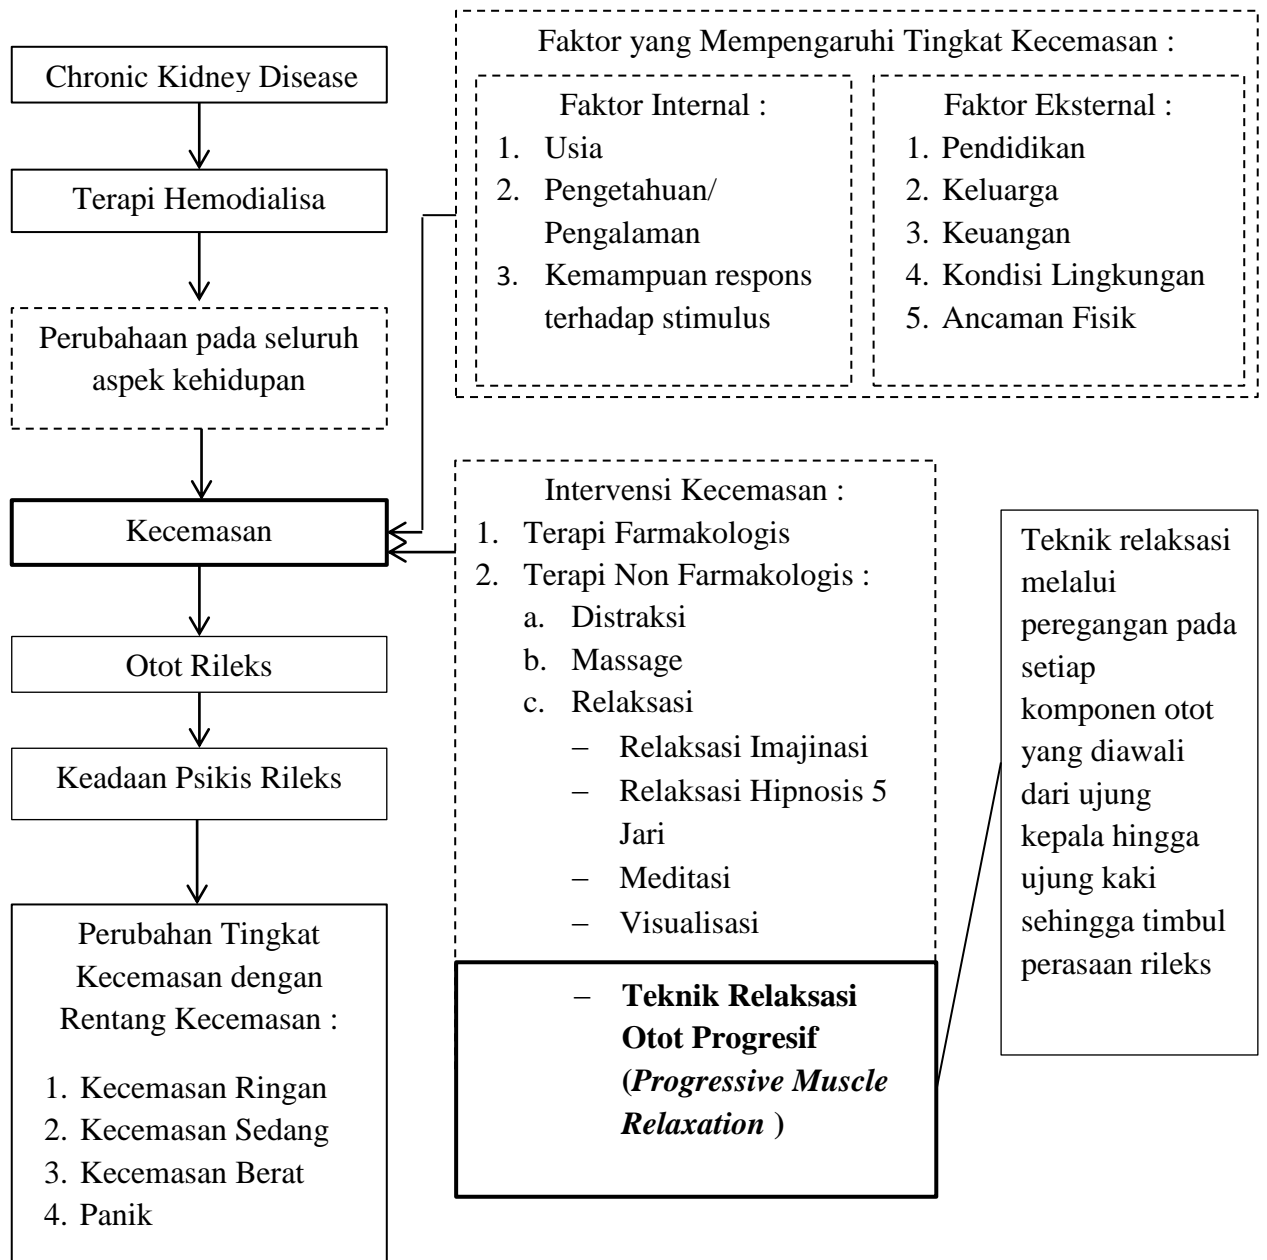 Chronic Kidney Disease
Terapi Hemodialisa
Perubahaan pada seluruh
aspek kehidupan
Kecemasan
Otot Rileks
Keadaan Psikis Rileks
Perubahan Tingkat
Kecemasan dengan
Rentang Kecemasan :
1. Kecemasan Ringan
2. Kecemasan Sedang
3. Kecemasan Berat
4. Panik
Faktor yang Mempengaruhi Tingkat Kecemasan :
Faktor Internal :
1. Usia
2. Pengetahuan/
Pengalaman
3. Kemampuan respons
terhadap stimulus
Faktor Eksternal :
1. Pendidikan
2. Keluarga
3. Keuangan
4. Kondisi Lingkungan
5. Ancaman Fisik
Intervensi Kecemasan :
1. Terapi Farmakologis
2. Terapi Non Farmakologis :
a. Distraksi
b. Massage
c. Relaksasi
– Relaksasi Imajinasi
– Relaksasi Hipnosis 5
Jari
– Meditasi
– Visualisasi
– Teknik Relaksasi
Otot Progresif
(Progressive Muscle
Relaxation )
Teknik relaksasi
melalui
peregangan pada
setiap
komponen otot
yang diawali
dari ujung
kepala hingga
ujung kaki
sehingga timbul
perasaan rileks